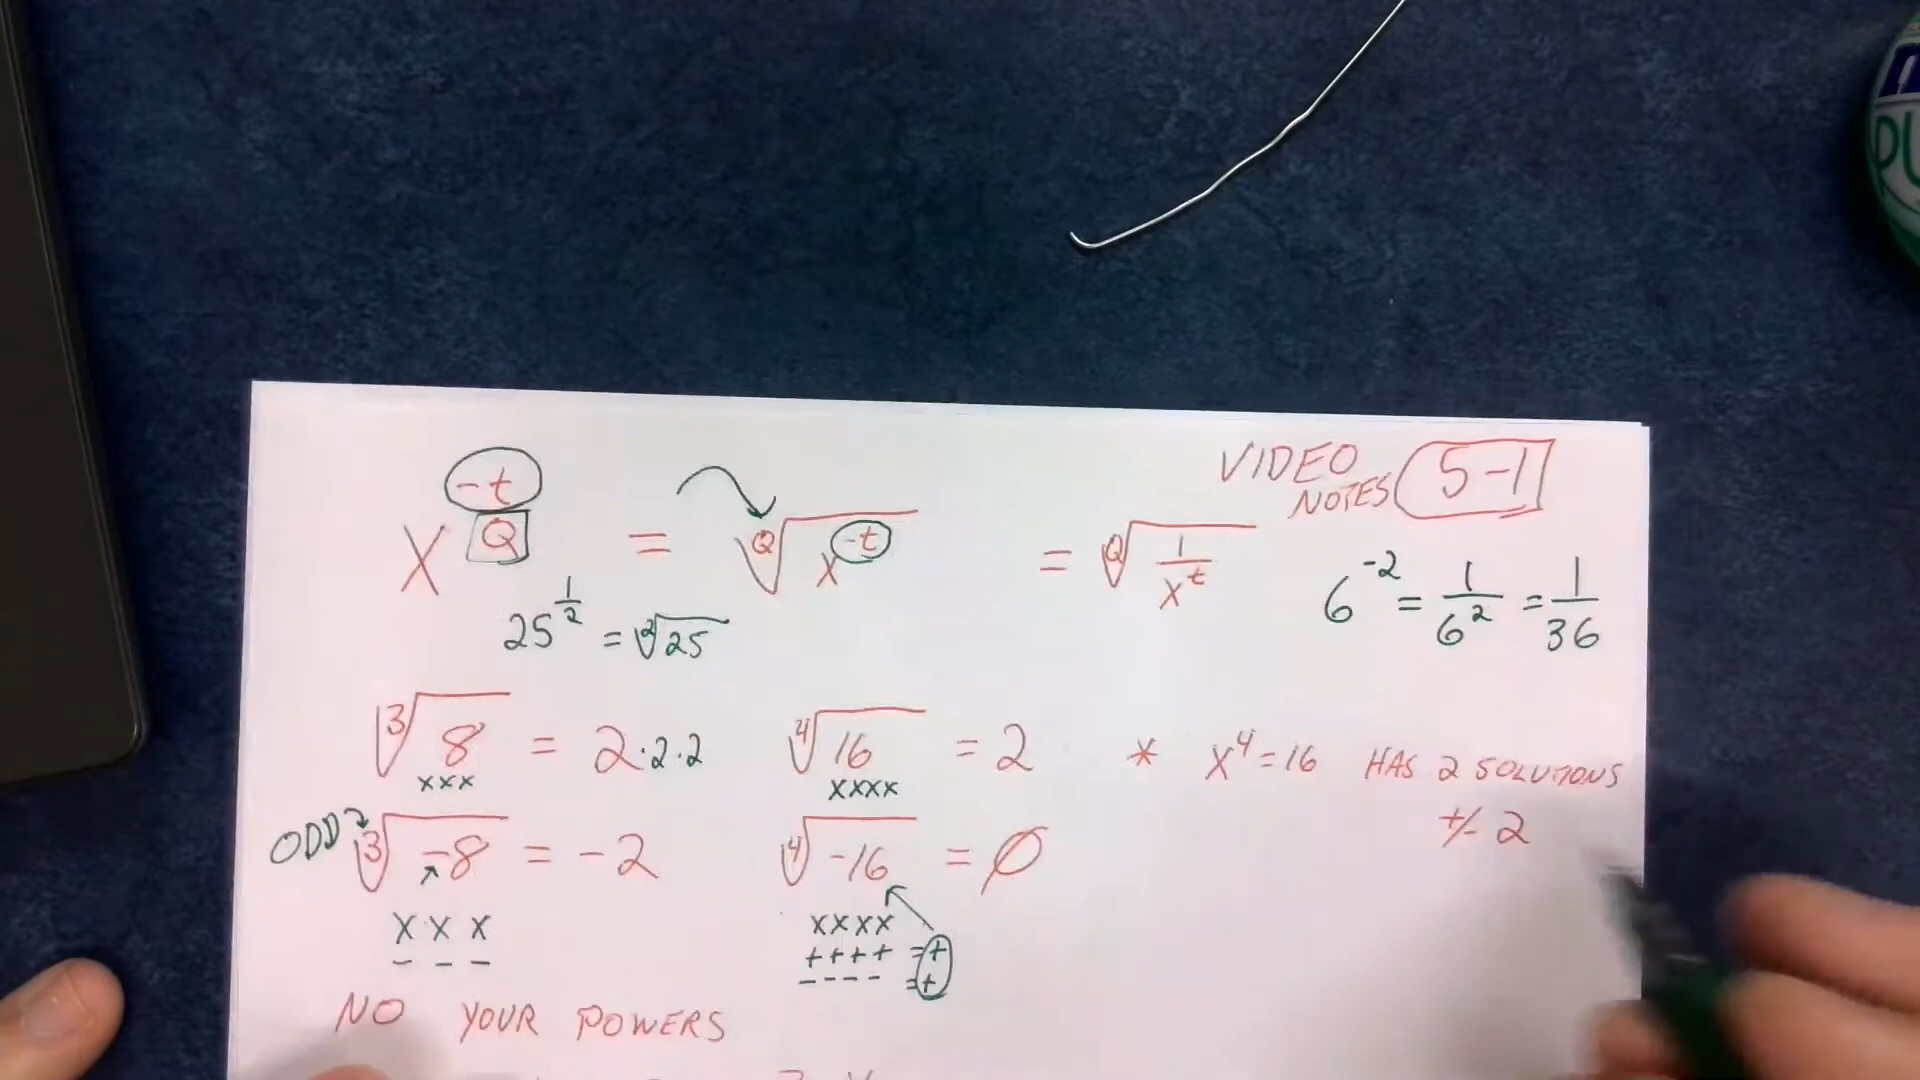 VIDEO NOTES 5-1
x^(-t/Q) = ᑫ√(x^(-t)) = ᑫ√(1/x^t)
6^-2 = 1/6^2 = 1/36
25^(1/2) = ²√25
³√8 = 2·2·2
xxx
⁴√16 = 2
xxxx
* x^4 = 16 HAS 2 SOLUTIONS
+/- 2
ODD ³√-8 = -2
x x x
- - -
⁴√-16 = ∅
xxxx
++++ = +
---- = +
NO YOUR POWERS